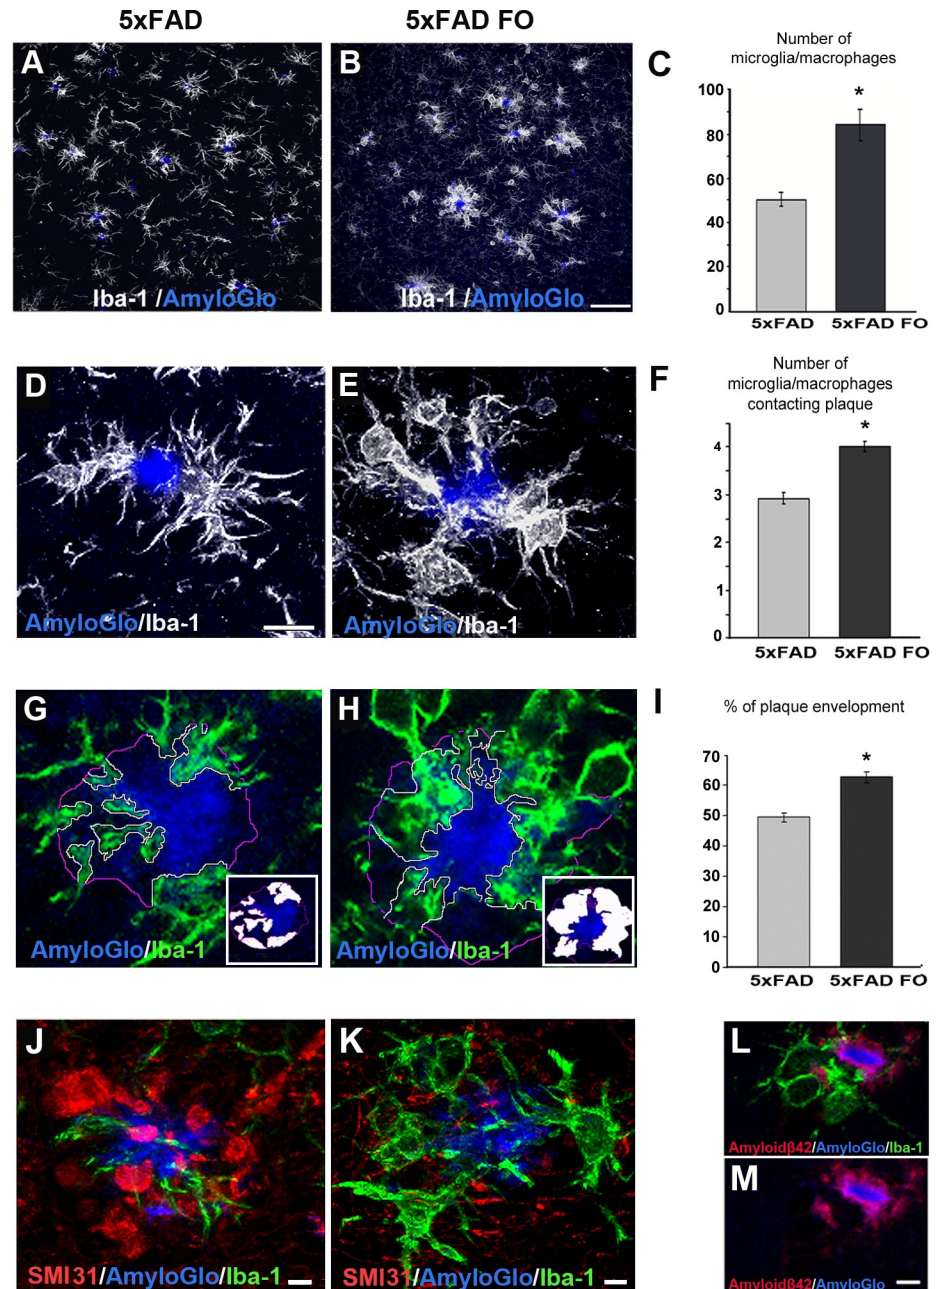 5xFAD
5xFAD FO
A
Iba-1 /AmyloGlo
B
Iba-1 /AmyloGlo
C
Number of
microglia/macrophages
100
80
60
40
20
0
*
5xFAD
5xFAD FO
D
AmyloGlo/Iba-1
E
AmyloGlo/Iba-1
F
Number of
microglia/macrophages
contacting plaque
4
3
2
1
0
*
5xFAD
5xFAD FO
G
AmyloGlo/Iba-1
H
AmyloGlo/Iba-1
I
% of plaque envelopment
70
60
50
40
30
20
10
0
*
5xFAD
5xFAD FO
J
SMI31/AmyloGlo/Iba-1
K
SMI31/AmyloGlo/Iba-1
L
Amyloidβ42/AmyloGlo/Iba-1
M
Amyloidβ42/AmyloGlo